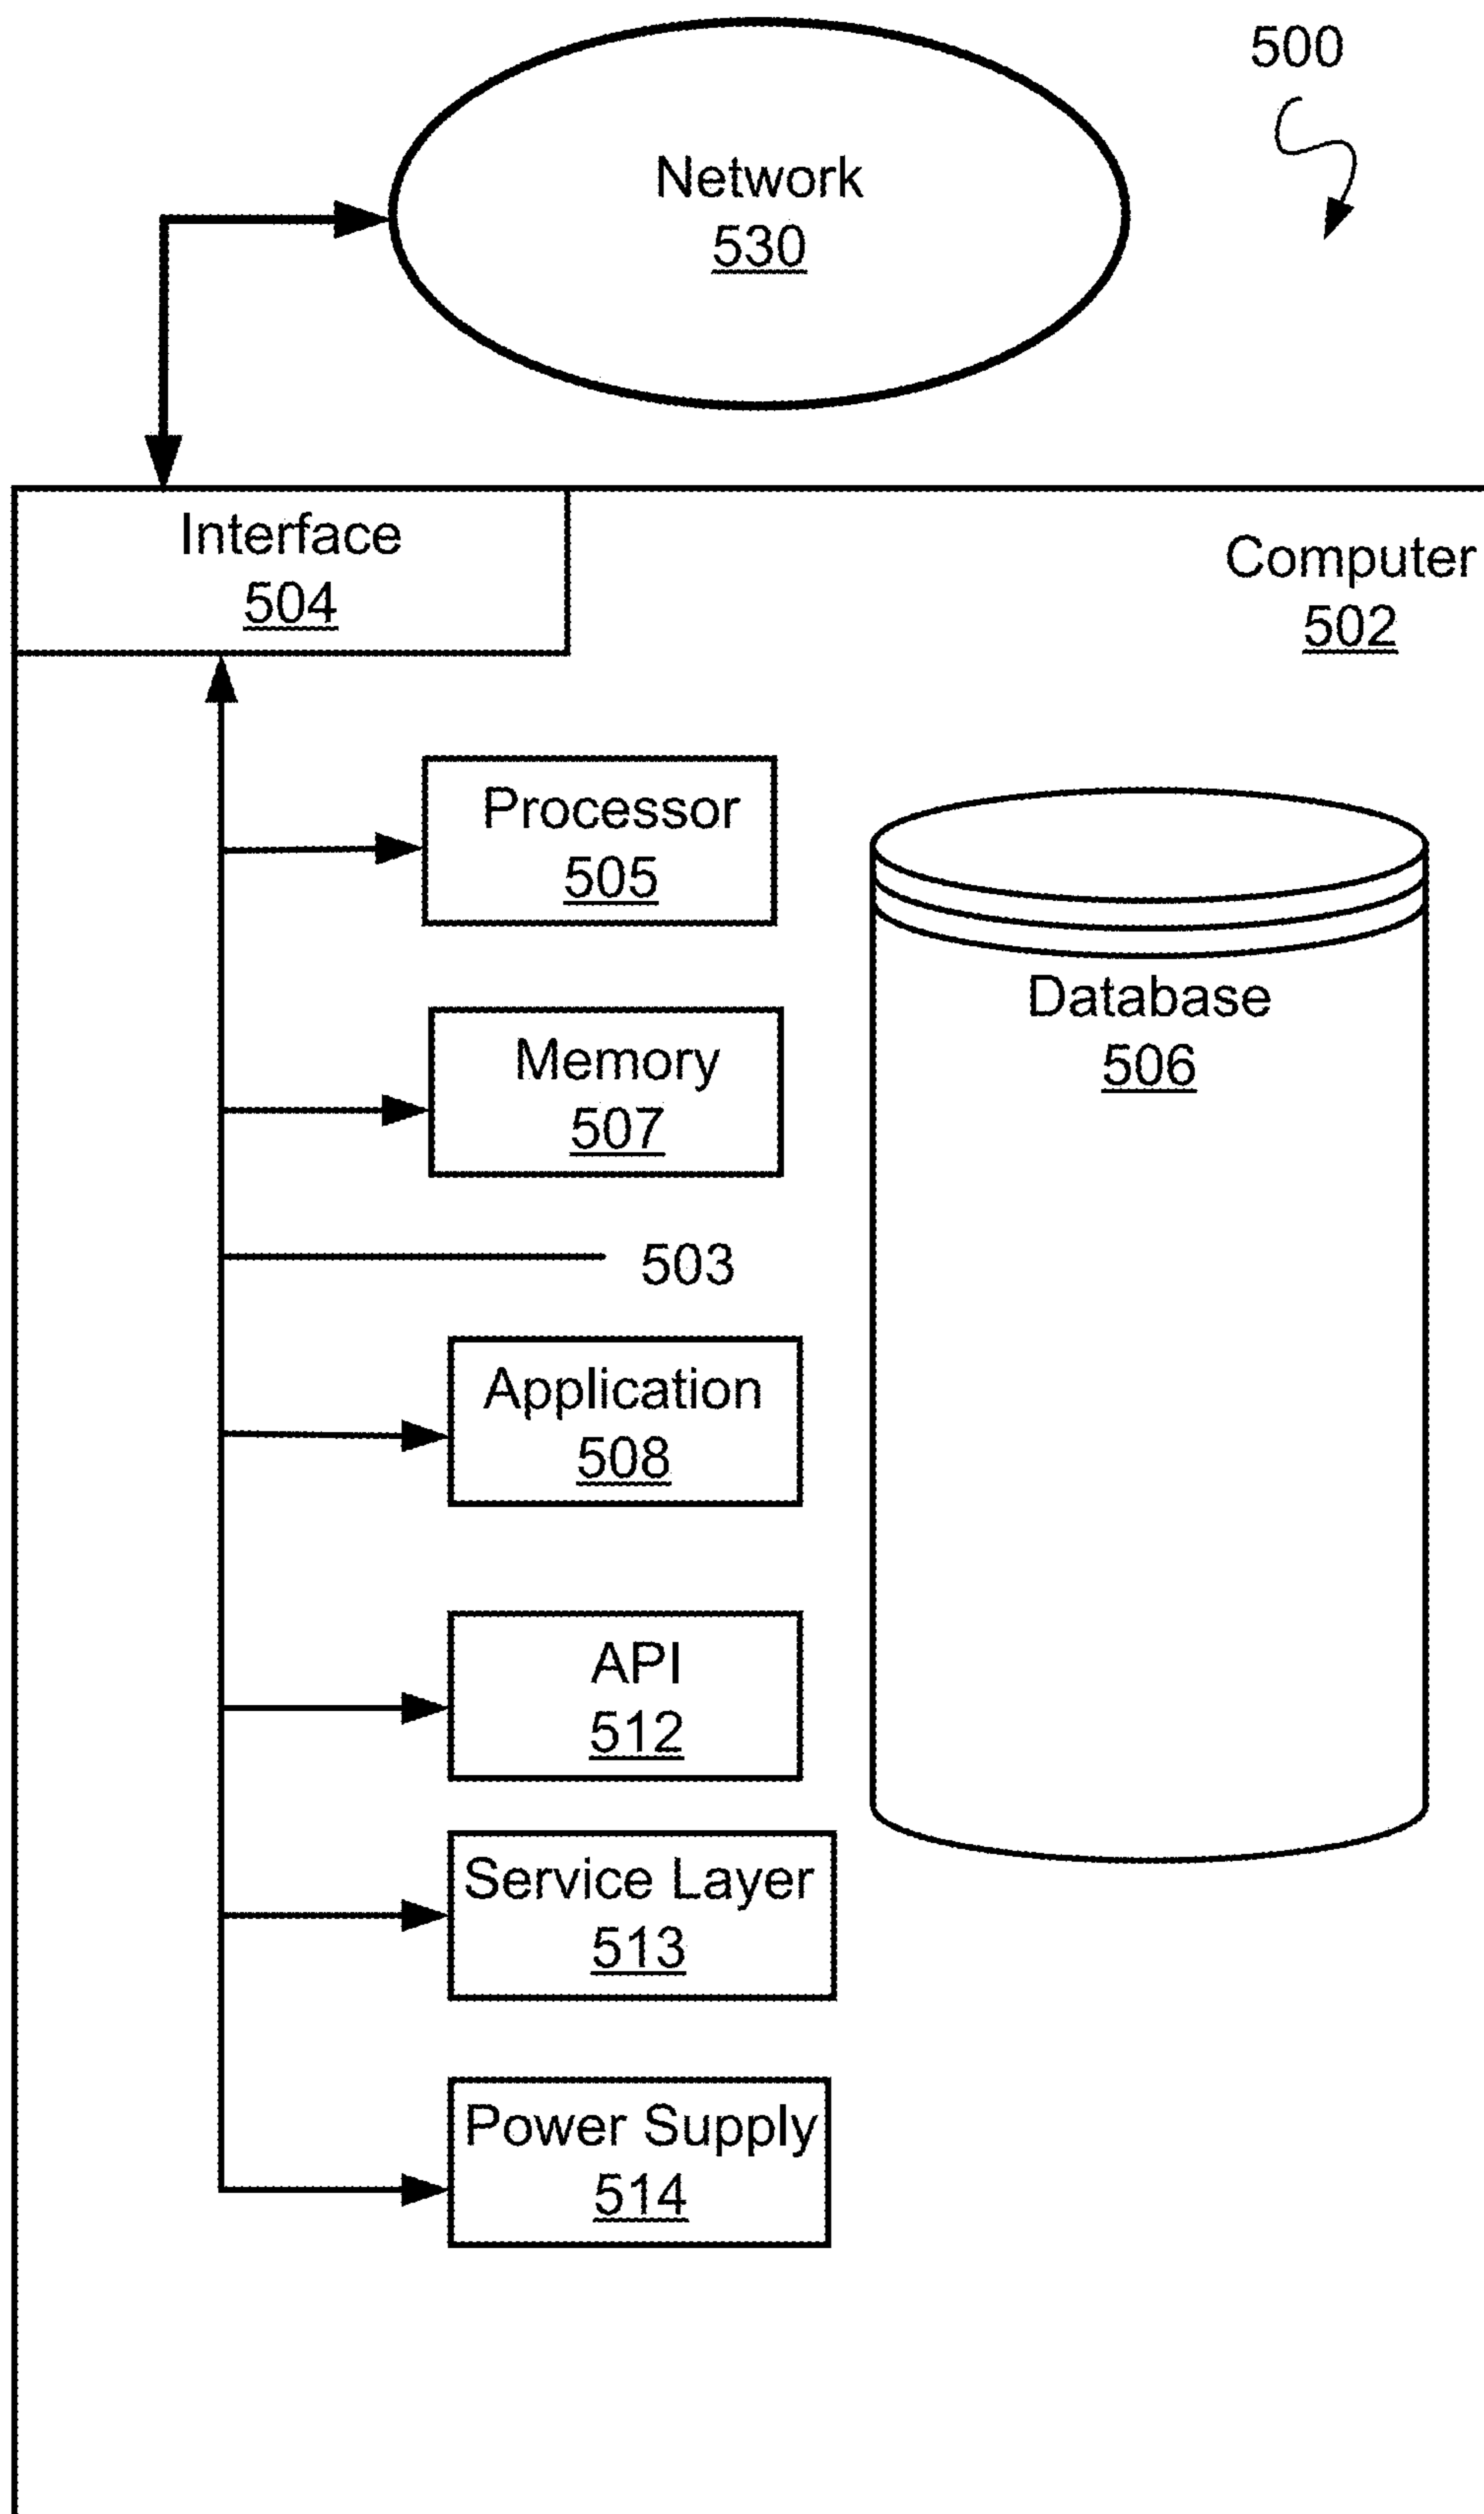 500
Network
530
Interface
504
Computer
502
Processor
505
Database
506
Memory
507
503
Application
508
API
512
Service Layer
513
Power Supply
514